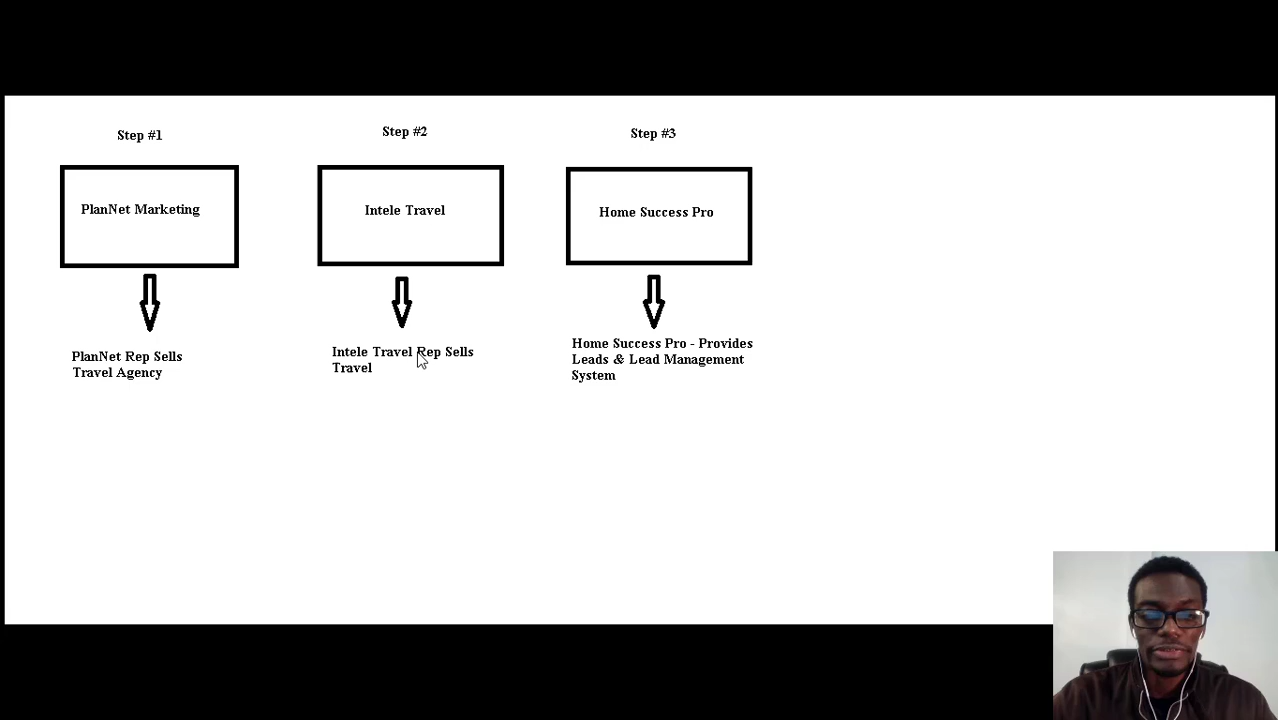 Step #1
Step #2
Step #3
PlanNet Marketing
Intele Travel
Home Success Pro
PlanNet Rep Sells
Travel Agency
Intele Travel Rep Sells
Travel
Home Success Pro - Provides
Leads & Lead Management
System